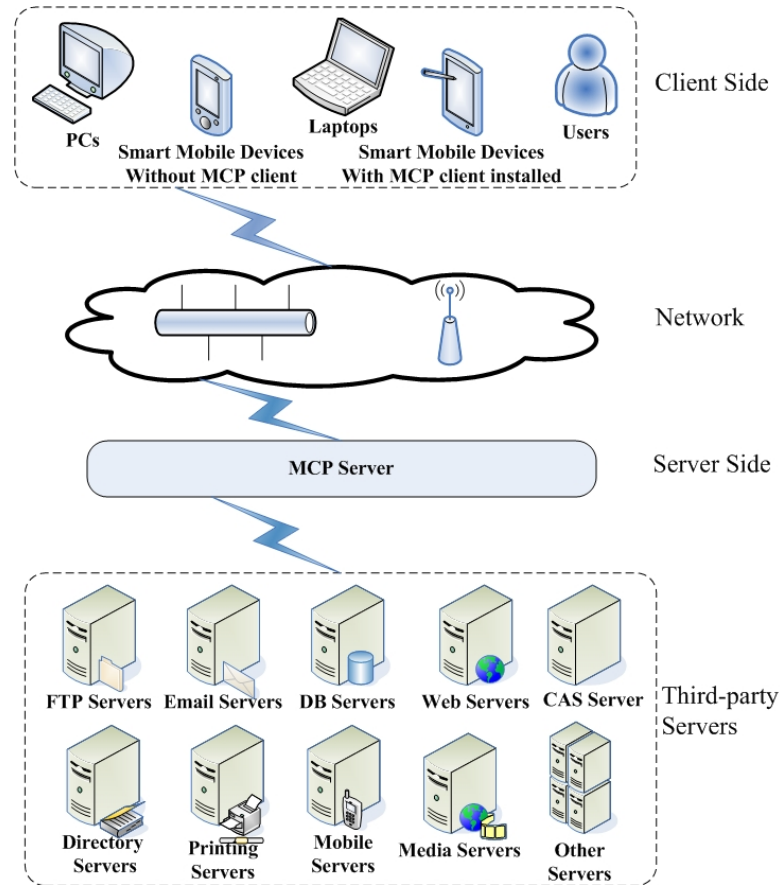 Client Side
PCs
Laptops
Users
Smart Mobile Devices
Without MCP client
Smart Mobile Devices
With MCP client installed
Network
MCP Server
Server Side
FTP Servers
Email Servers
DB Servers
Web Servers
CAS Server
Third-party
Servers
Directory
Servers
Printing
Servers
Mobile
Servers
Media Servers
Other
Servers